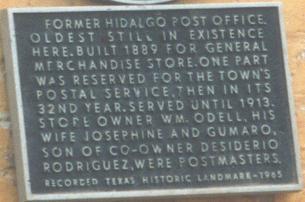 FORMER HIDALGO POST OFFICE.
OLDEST STILL IN EXISTENCE
HERE. BUILT 1889 FOR GENERAL
MERCHANDISE STORE. ONE PART
WAS RESERVED FOR THE TOWN'S
POSTAL SERVICE, THEN IN ITS
32ND YEAR. SERVED UNTIL 1913.
STORE OWNER WM. ODELL, HIS
WIFE JOSEPHINE AND GUMARO,
SON OF CO-OWNER DESIDERIO
RODRIGUEZ, WERE POSTMASTERS.
RECORDED TEXAS HISTORIC LANDMARK-1965